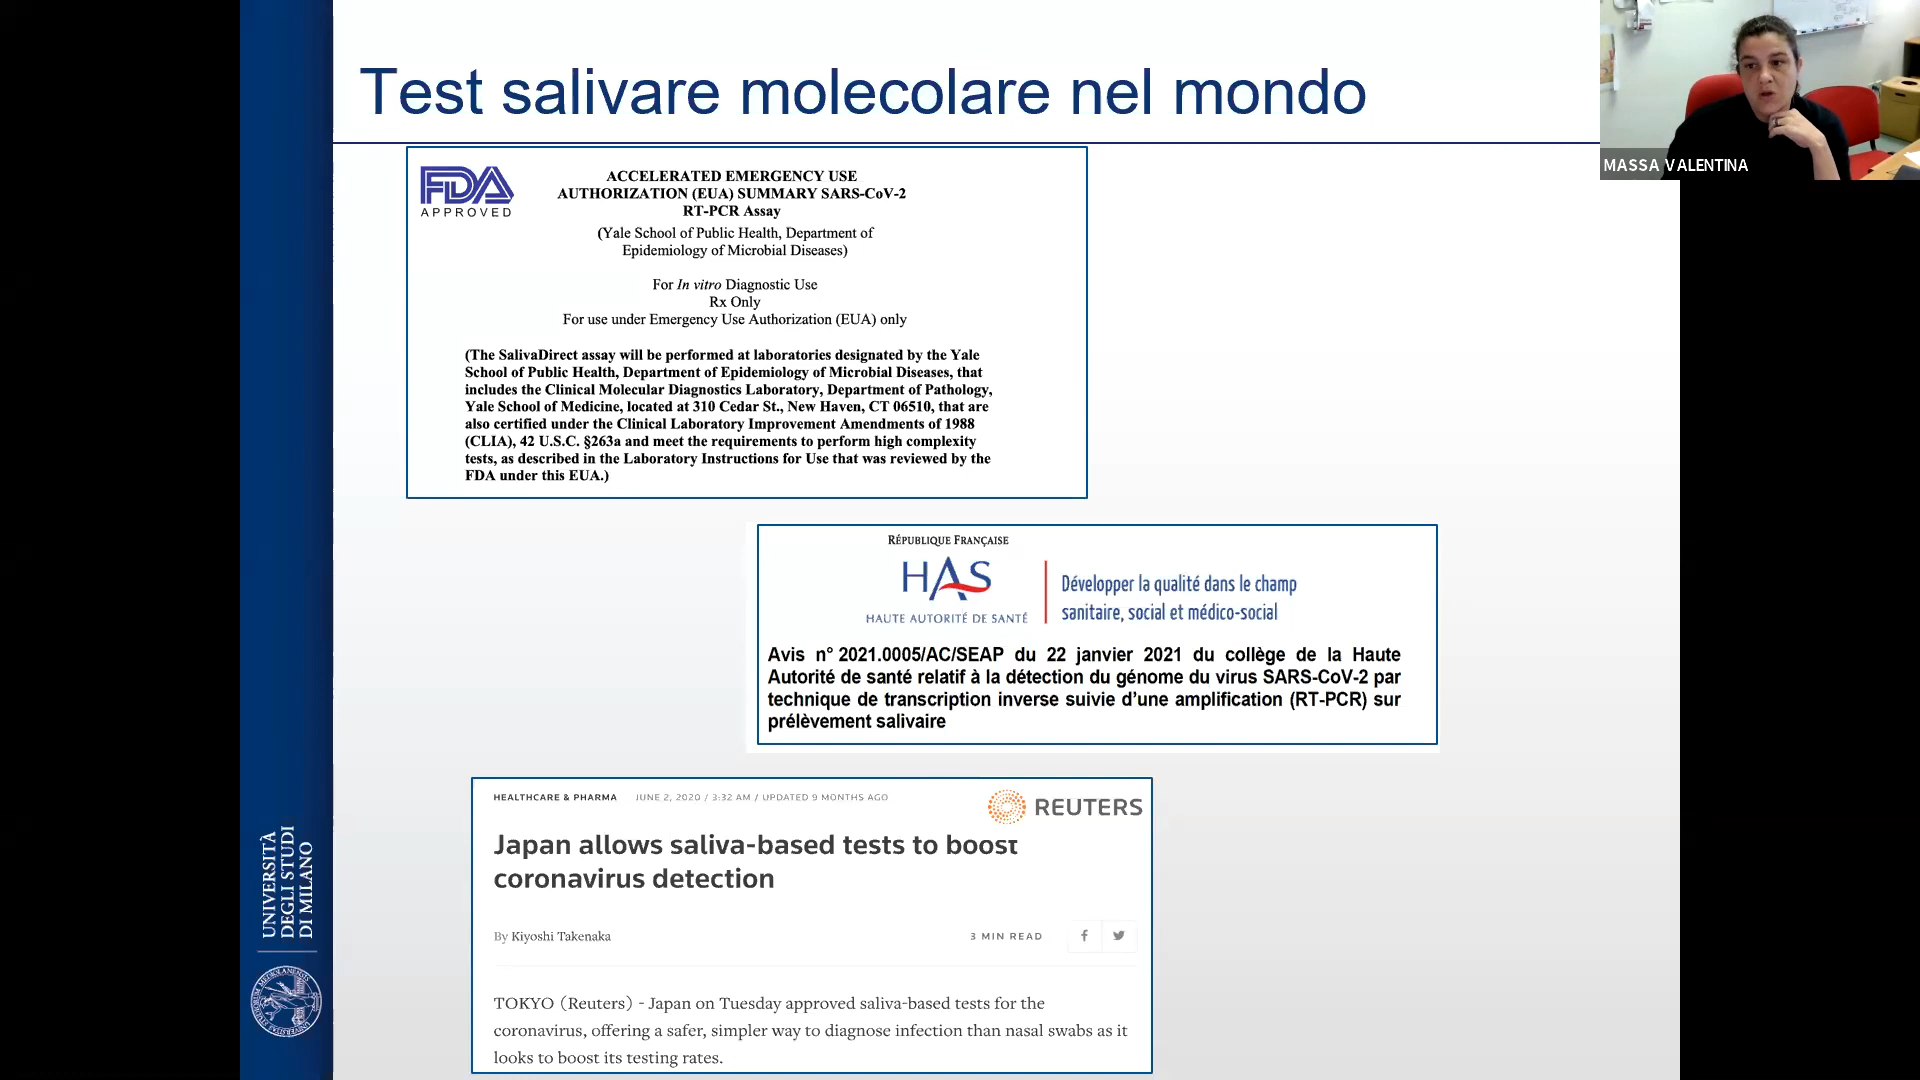 Test salivare molecolare nel mondo
MASSA VALENTINA
FDA
APPROVED
ACCELERATED EMERGENCY USE
AUTHORIZATION (EUA) SUMMARY SARS-CoV-2
RT-PCR Assay
(Yale School of Public Health, Department of
Epidemiology of Microbial Diseases)
For In vitro Diagnostic Use
Rx Only
For use under Emergency Use Authorization (EUA) only
(The SalivaDirect assay will be performed at laboratories designated by the Yale
School of Public Health, Department of Epidemiology of Microbial Diseases, that
includes the Clinical Molecular Diagnostics Laboratory, Department of Pathology,
Yale School of Medicine, located at 310 Cedar St., New Haven, CT 06510, that are
also certified under the Clinical Laboratory Improvement Amendments of 1988
(CLIA), 42 U.S.C. §263a and meet the requirements to perform high complexity
tests, as described in the Laboratory Instructions for Use that was reviewed by the
FDA under this EUA.)
RÉPUBLIQUE FRANÇAISE
HAS
HAUTE AUTORITÉ DE SANTÉ
Développer la qualité dans le champ
sanitaire, social et médico-social
Avis n° 2021.0005/AC/SEAP du 22 janvier 2021 du collège de la Haute
Autorité de santé relatif à la détection du génome du virus SARS-CoV-2 par
technique de transcription inverse suivie d’une amplification (RT-PCR) sur
prélèvement salivaire
HEALTHCARE & PHARMA JUNE 2, 2020 / 3:32 AM / UPDATED 9 MONTHS AGO
REUTERS
Japan allows saliva-based tests to boost
coronavirus detection
By Kiyoshi Takenaka
3 MIN READ
TOKYO (Reuters) - Japan on Tuesday approved saliva-based tests for the
coronavirus, offering a safer, simpler way to diagnose infection than nasal swabs as it
looks to boost its testing rates.
UNIVERSITÀ
DEGLI STUDI
DI MILANO